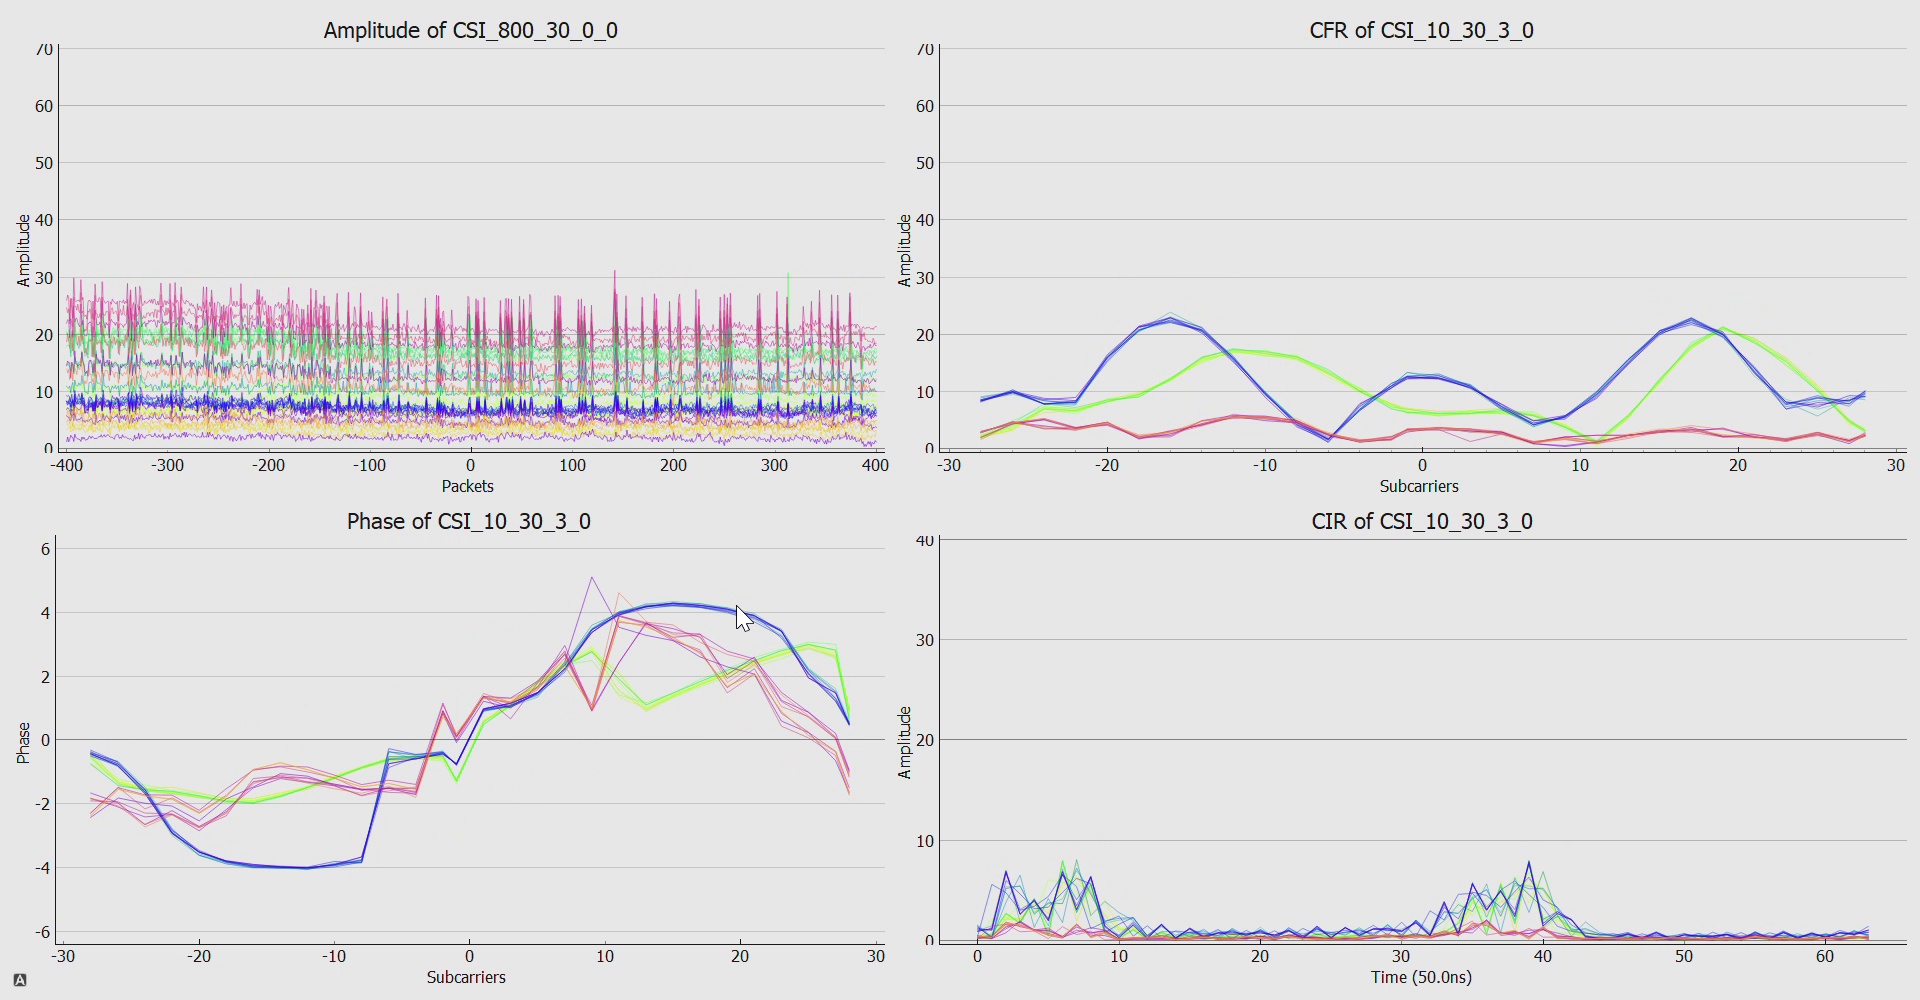 Amplitude of CSI_800_30_0_0
70
60
50
40
30
20
10
0
Amplitude
-400 -300 -200 -100 0 100 200 300 400
Packets
CFR of CSI_10_30_3_0
70
60
50
40
30
20
10
0
Amplitude
-30 -20 -10 0 10 20 30
Subcarriers
Phase of CSI_10_30_3_0
6
4
2
0
-2
-4
-6
Phase
-30 -20 -10 0 10 20 30
Subcarriers
A
CIR of CSI_10_30_3_0
40
30
20
10
0
Amplitude
0 10 20 30 40 50 60
Time (50.0ns)